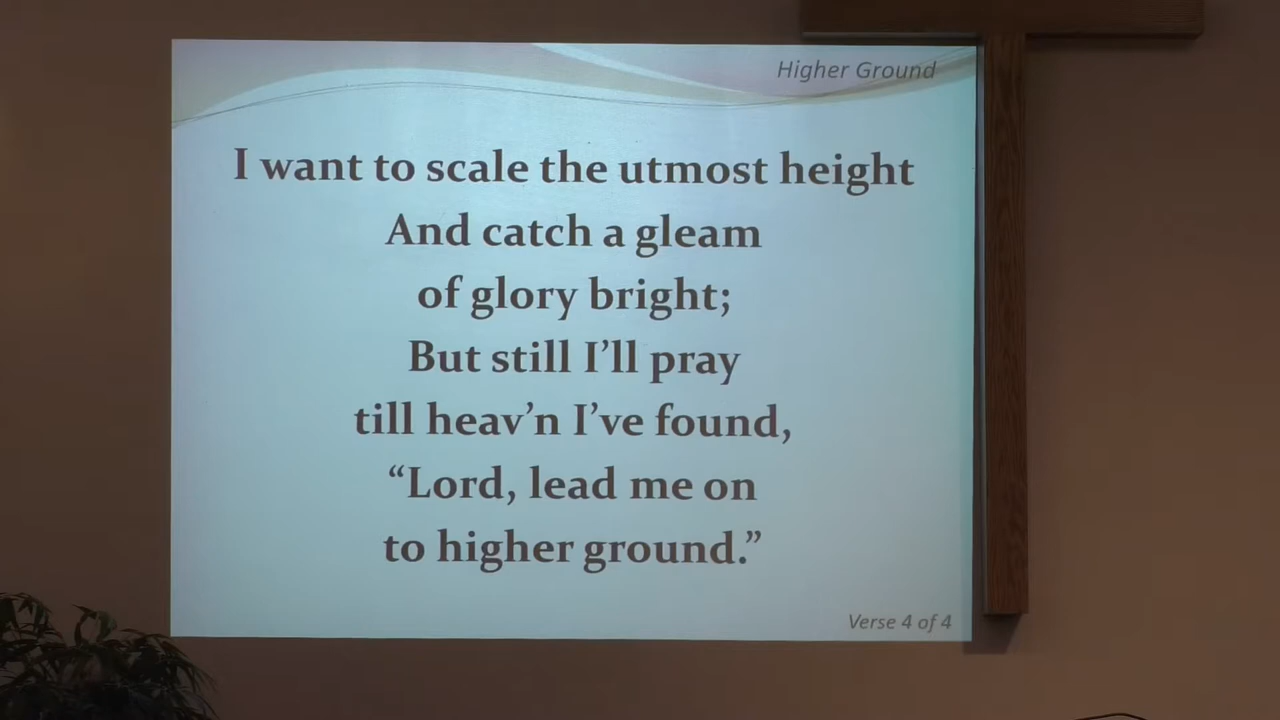 Higher Ground
I want to scale the utmost height
And catch a gleam
of glory bright;
But still I’ll pray
till heav’n I’ve found,
“Lord, lead me on
to higher ground.”
Verse 4 of 4